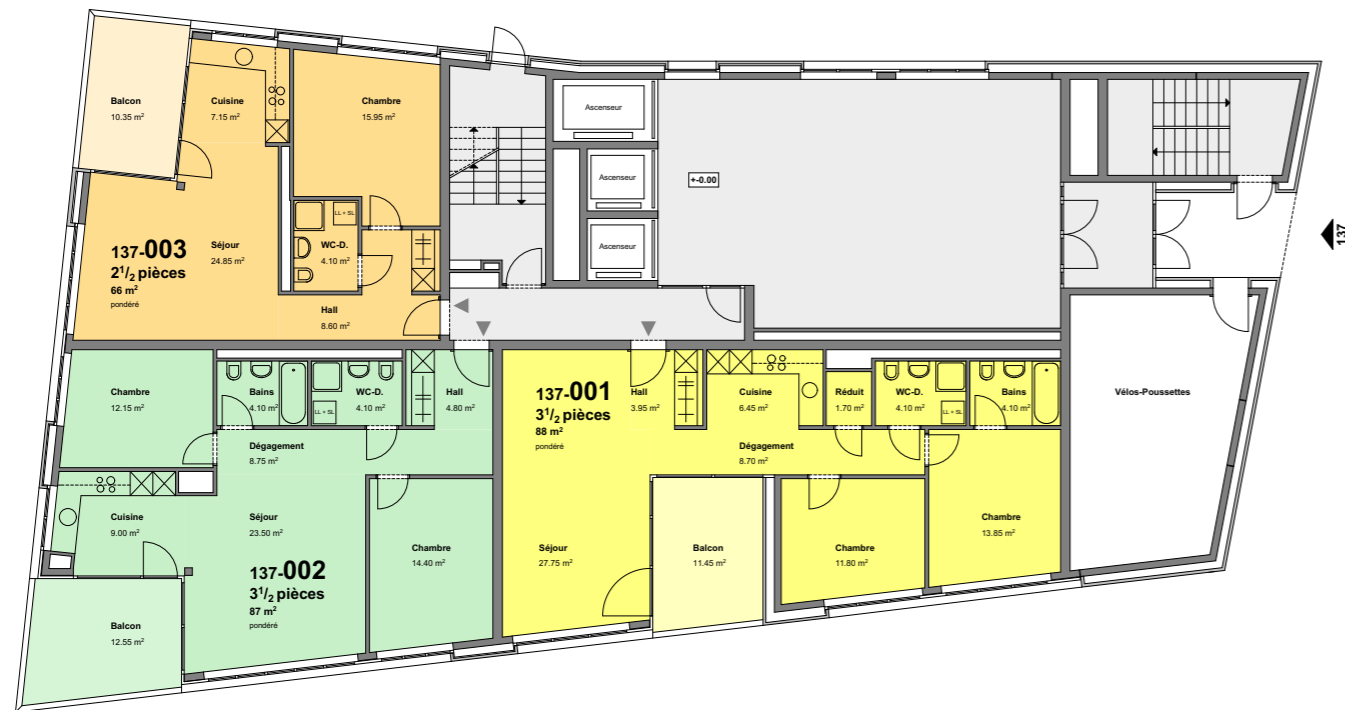 Balcon
10.35 m²
Cuisine
7.15 m²
Chambre
15.95 m²
Ascenseur
Ascenseur
Ascenseur
+-0.00
137
137-003
2 1/2 pièces
66 m²
pondéré
Séjour
24.85 m²
LL + SL
WC-D.
4.10 m²
Hall
8.60 m²
Chambre
12.15 m²
Bains
4.10 m²
WC-D.
4.10 m²
LL + SL
Hall
4.80 m²
Dégagement
8.75 m²
Cuisine
9.00 m²
Séjour
23.50 m²
Chambre
14.40 m²
137-002
3 1/2 pièces
87 m²
pondéré
Balcon
12.55 m²
137-001
3 1/2 pièces
88 m²
pondéré
Hall
3.95 m²
Cuisine
6.45 m²
Réduit
1.70 m²
WC-D.
4.10 m²
LL + SL
Bains
4.10 m²
Dégagement
8.70 m²
Séjour
27.75 m²
Balcon
11.45 m²
Chambre
11.80 m²
Chambre
13.85 m²
Vélos-Poussettes